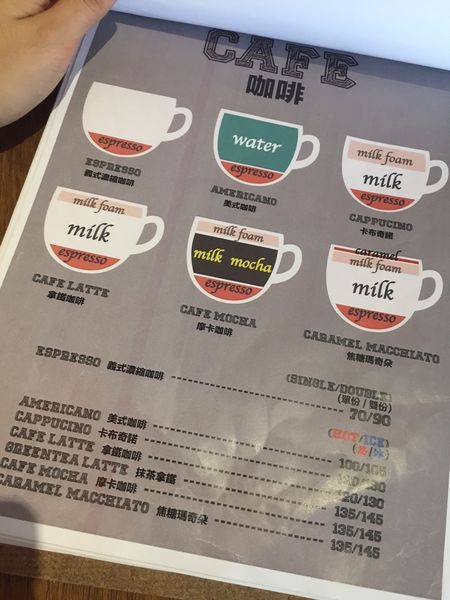 CAFE
咖啡
espresso
ESPRESSO
義式濃縮咖啡
water
espresso
AMERICANO
美式咖啡
milk foam
milk
espresso
CAPPUCINO
卡布奇諾
milk foam
milk
espresso
CAFE LATTE
拿鐵咖啡
milk foam
milk mocha
espresso
CAFE MOCHA
摩卡咖啡
caramel
milk foam
milk
espresso
CARAMEL MACCHIATO
焦糖瑪奇朵
(SINGLE/DOUBLE)
(單份 / 雙份)
ESPRESSO 義式濃縮咖啡 70/90
(HOT/ICE)
(熱/冰)
AMERICANO 美式咖啡 100/105
CAPPUCINO 卡布奇諾 /130
CAFE LATTE 拿鐵咖啡 /130
GREENTEA LATTE 抹茶拿鐵 135/145
CAFE MOCHA 摩卡咖啡 135/145
CARAMEL MACCHIATO 焦糖瑪奇朵 135/145